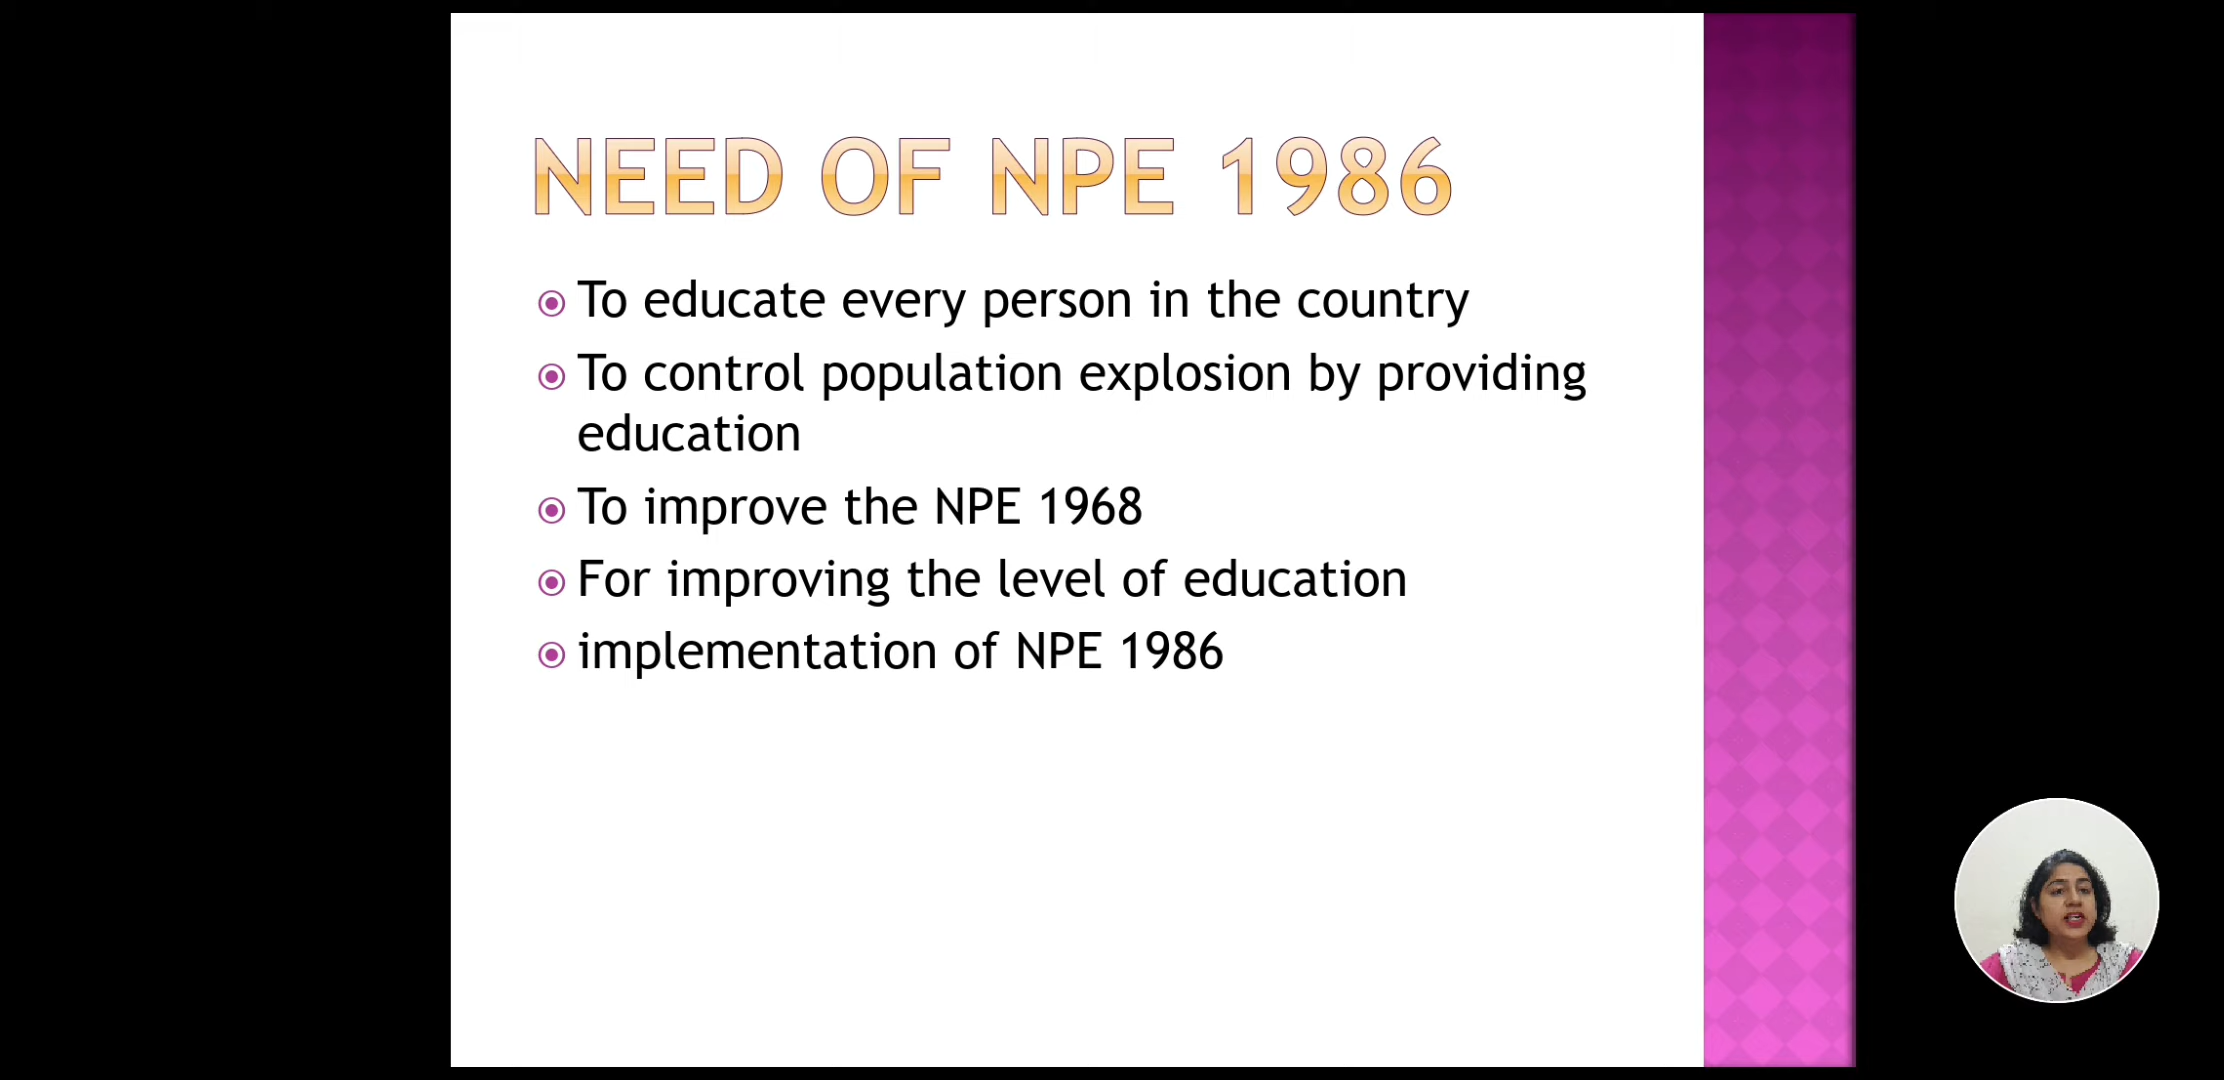 NEED OF NPE 1986
To educate every person in the country
To control population explosion by providing
education
To improve the NPE 1968
For improving the level of education
implementation of NPE 1986